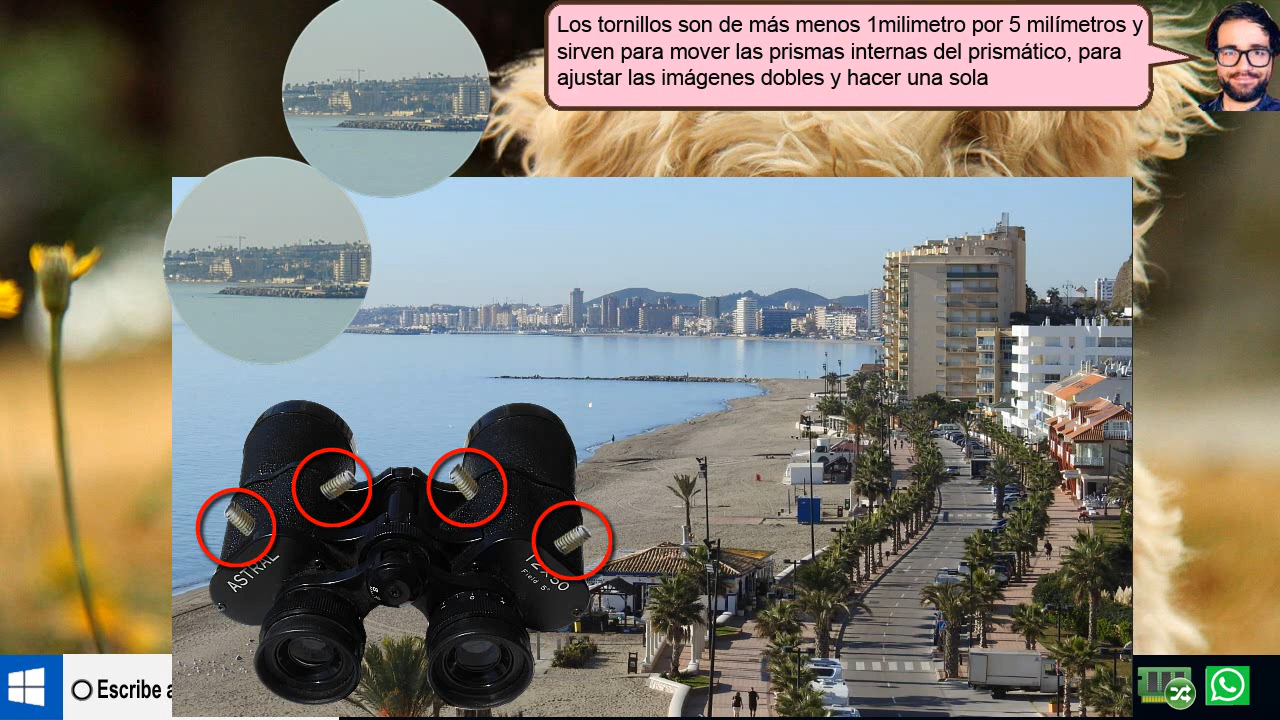 Los tornillos son de más menos 1milimetro por 5 milímetros y
sirven para mover las prismas internas del prismático, para
ajustar las imágenes dobles y hacer una sola
ASTRAL
12x50
Field 5°
Escribe a